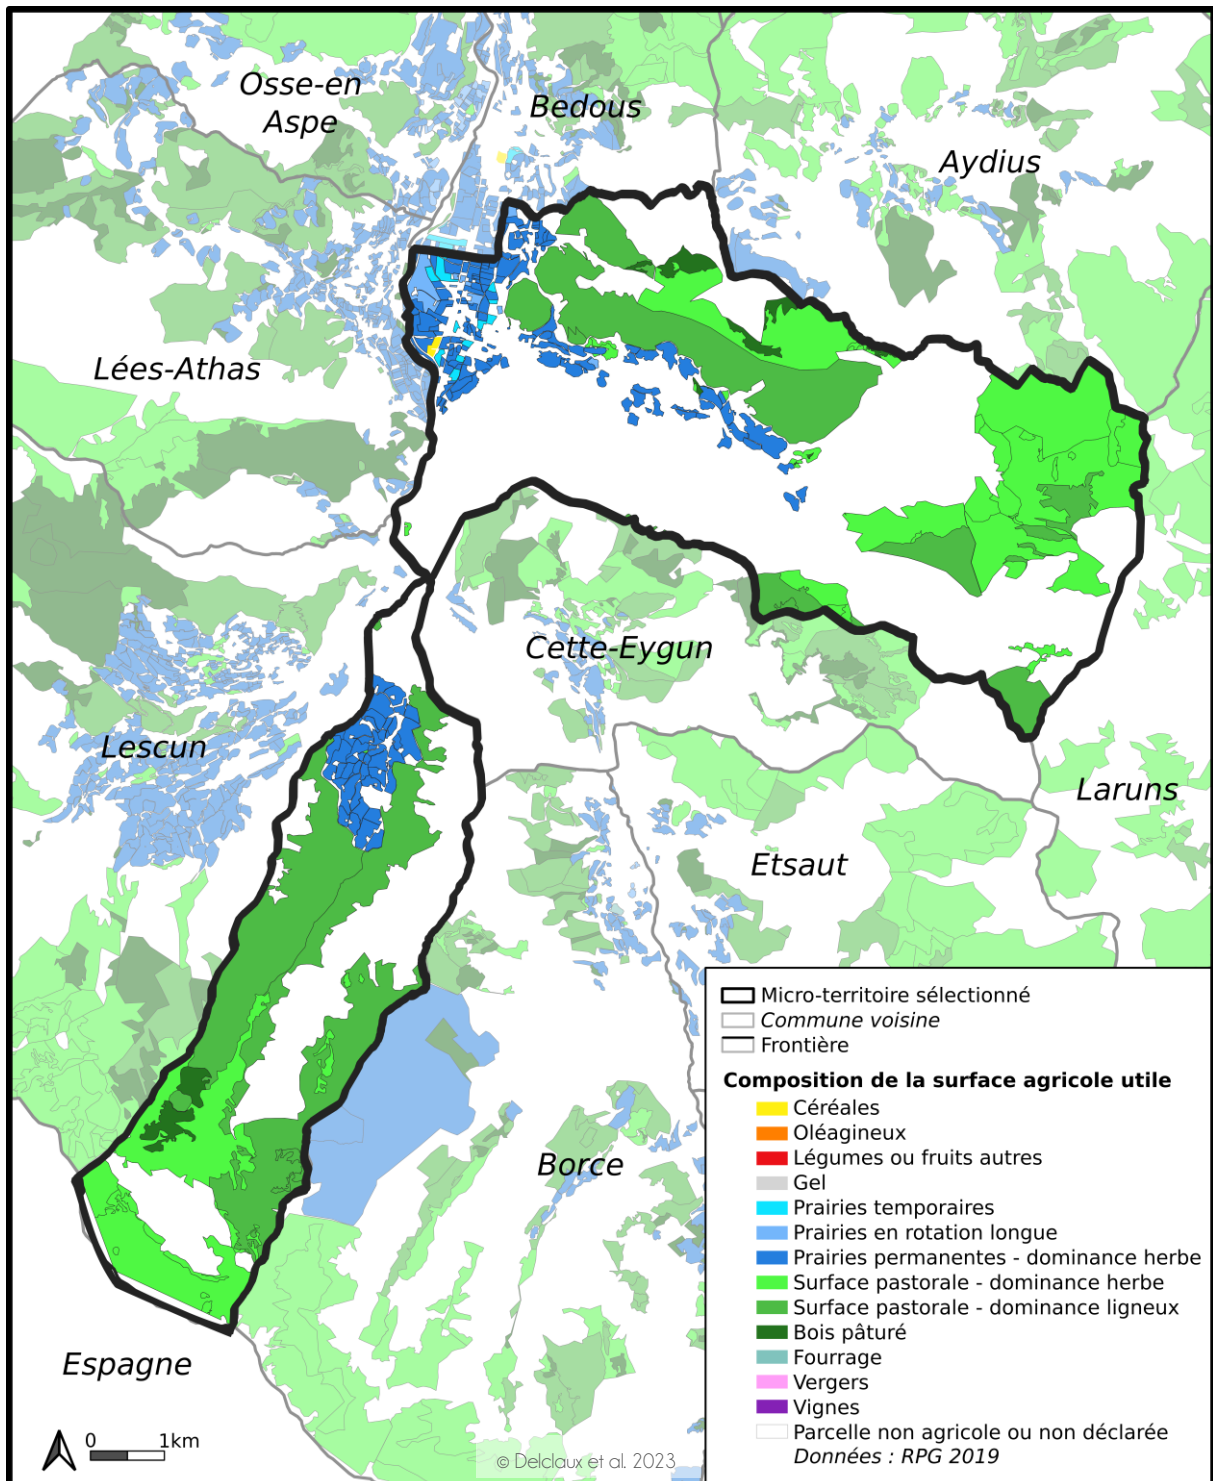 Osse-en
Aspe
Bedous
Aydius
Lées-Athas
Cette-Eygun
Lescun
Laruns
Etsaut
Borce
Espagne
0 1km
Micro-territoire sélectionné
Commune voisine
Frontière
Composition de la surface agricole utile
Céréales
Oléagineux
Légumes ou fruits autres
Gel
Prairies temporaires
Prairies en rotation longue
Prairies permanentes - dominance herbe
Surface pastorale - dominance herbe
Surface pastorale - dominance ligneux
Bois pâturé
Fourrage
Vergers
Vignes
Parcelle non agricole ou non déclarée
Données : RPG 2019
© Delclaux et al. 2023